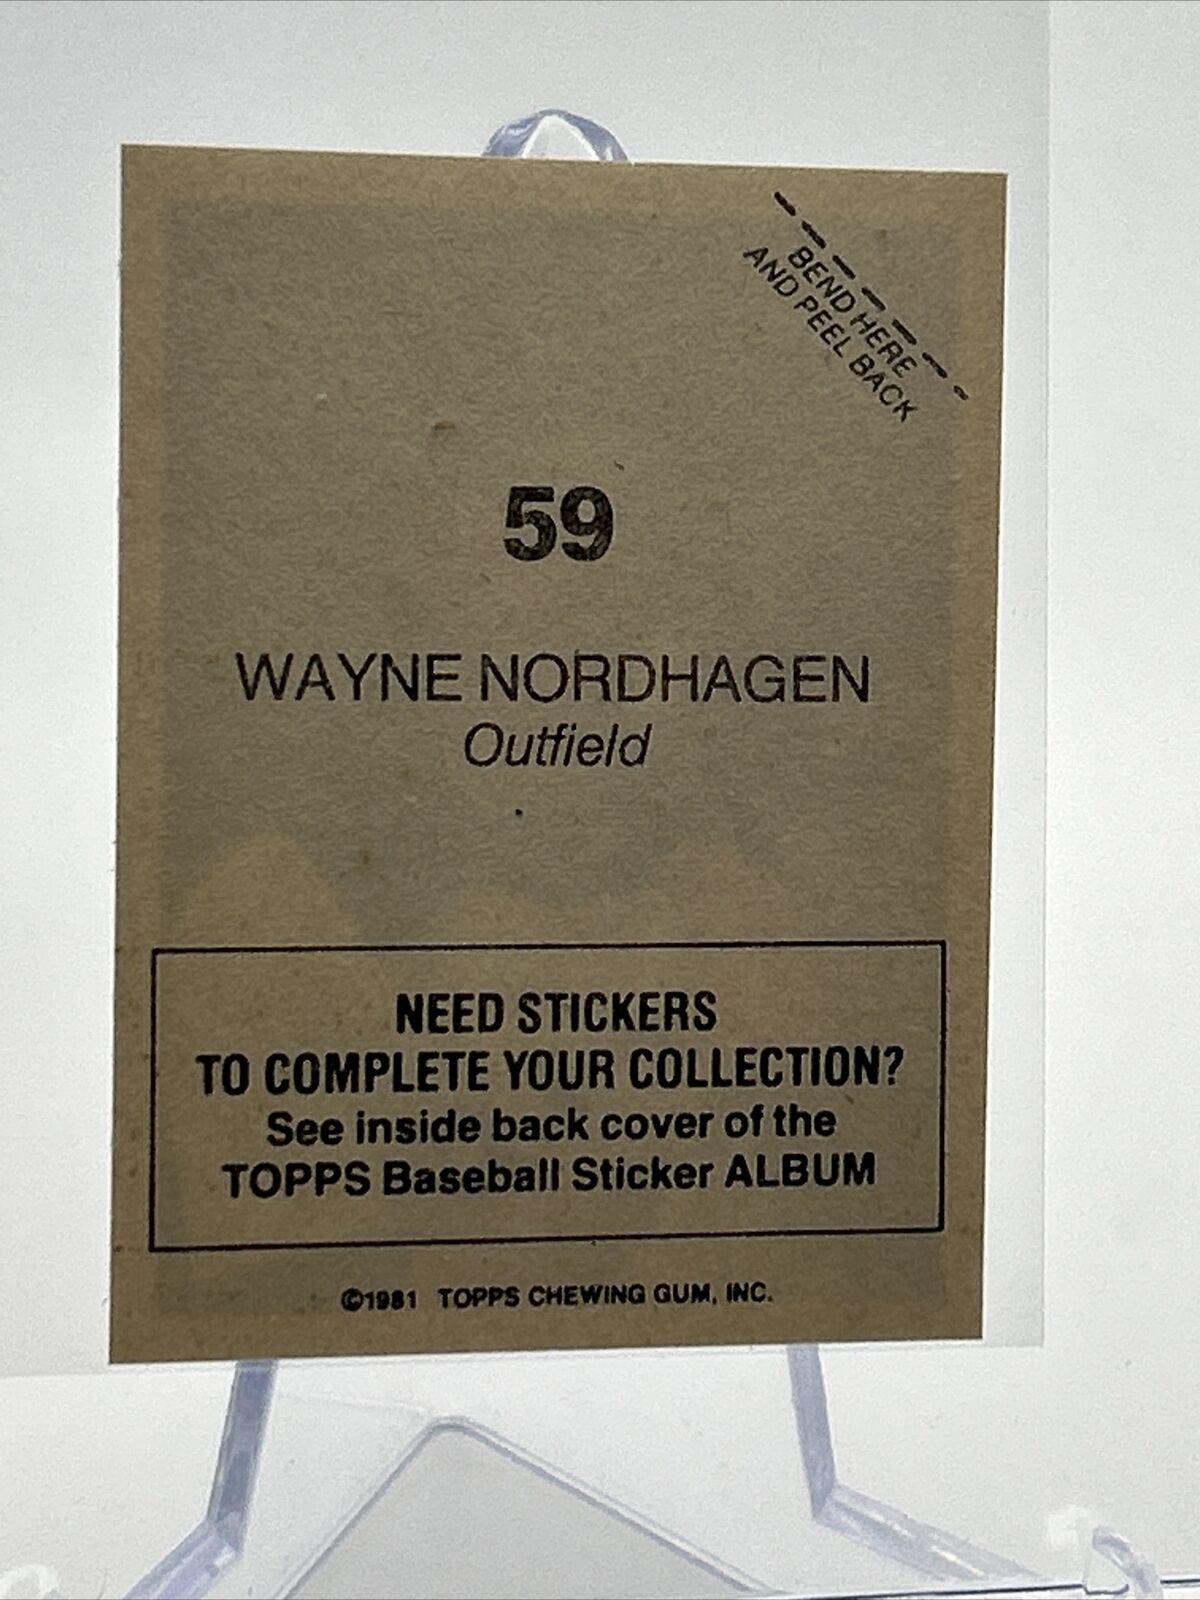 BEND HERE
AND PEEL BACK
59
WAYNE NORDHAGEN
Outfield
NEED STICKERS
TO COMPLETE YOUR COLLECTION?
See inside back cover of the
TOPPS Baseball Sticker ALBUM
©1981 TOPPS CHEWING GUM, INC.